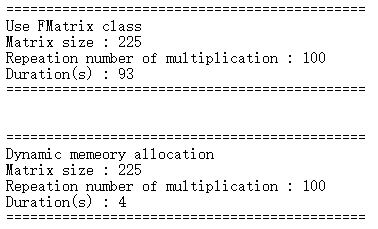 ==============================================
Use FMatrix class
Matrix size : 225
Repeation number of multiplication : 100
Duration(s) : 93
==============================================
==============================================
Dynamic memeory allocation
Matrix size : 225
Repeation number of multiplication : 100
Duration(s) : 4
==============================================